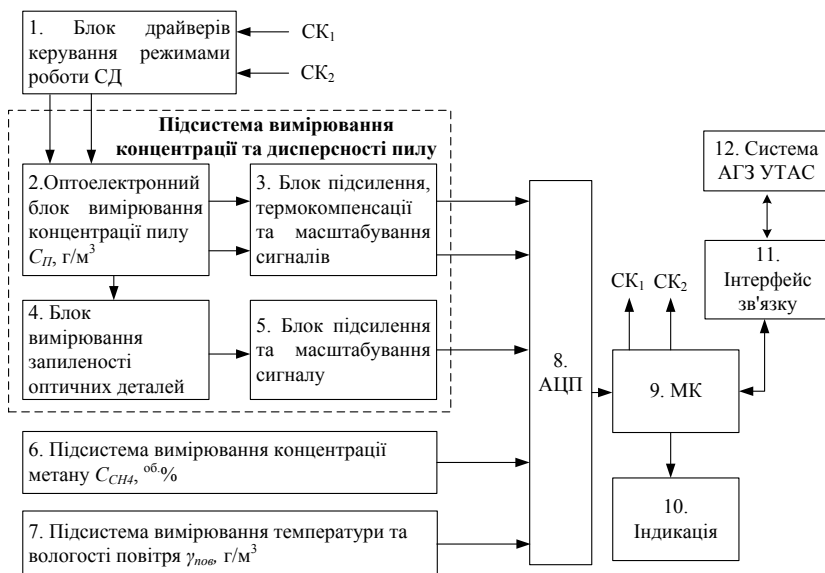 1. Блок драйверів
керування режимами
роботи СД
СК₁
СК₂
Підсистема вимірювання
концентрації та дисперсності пилу
2.Оптоелектронний
блок вимірювання
концентрації пилу
C_П, г/м³
3. Блок підсилення,
термокомпенсації
та масштабування
сигналів
4. Блок
вимірювання
запиленості
оптичних деталей
5. Блок підсилення
та масштабування
сигналу
6. Підсистема вимірювання концентрації
метану C_CH4, об.%
7. Підсистема вимірювання температури та
вологості повітря γ_пов, г/м³
8.
АЦП
СК₁ СК₂
9. МК
10.
Індикація
11.
Інтерфейс
зв'язку
12. Система
АГЗ УТАС